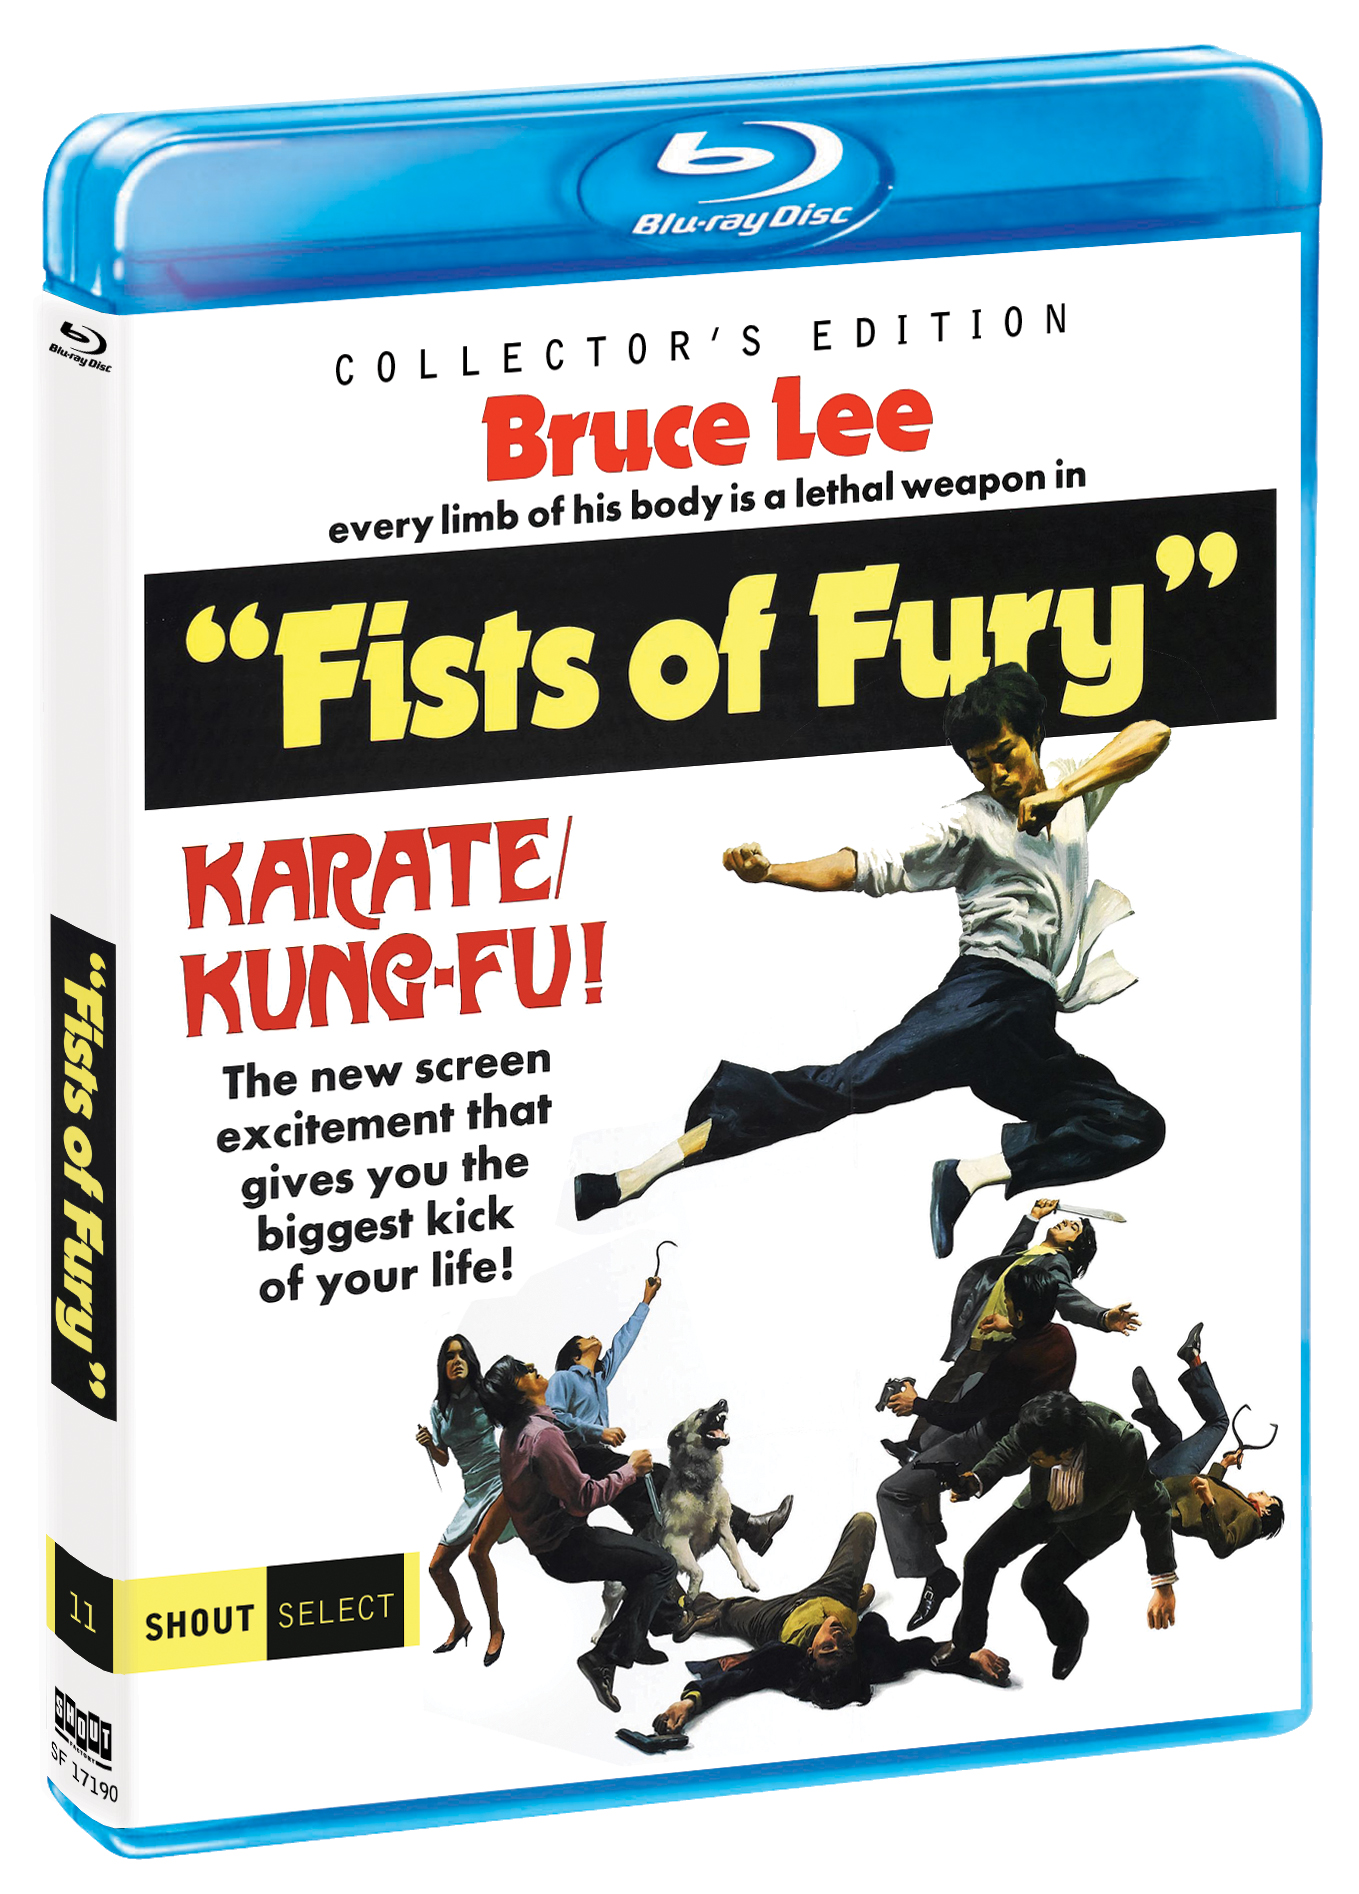 Blu-ray Disc
COLLECTOR'S EDITION
Bruce Lee
every limb of his body is a lethal weapon in
“Fists of Fury”
KARATE/
KUNG-FU!
The new screen
excitement that
gives you the
biggest kick
of your life!
SHOUT SELECT
Blu-ray Disc
“Fists of Fury”
11
SHOUT
FACTORY
SF 17190